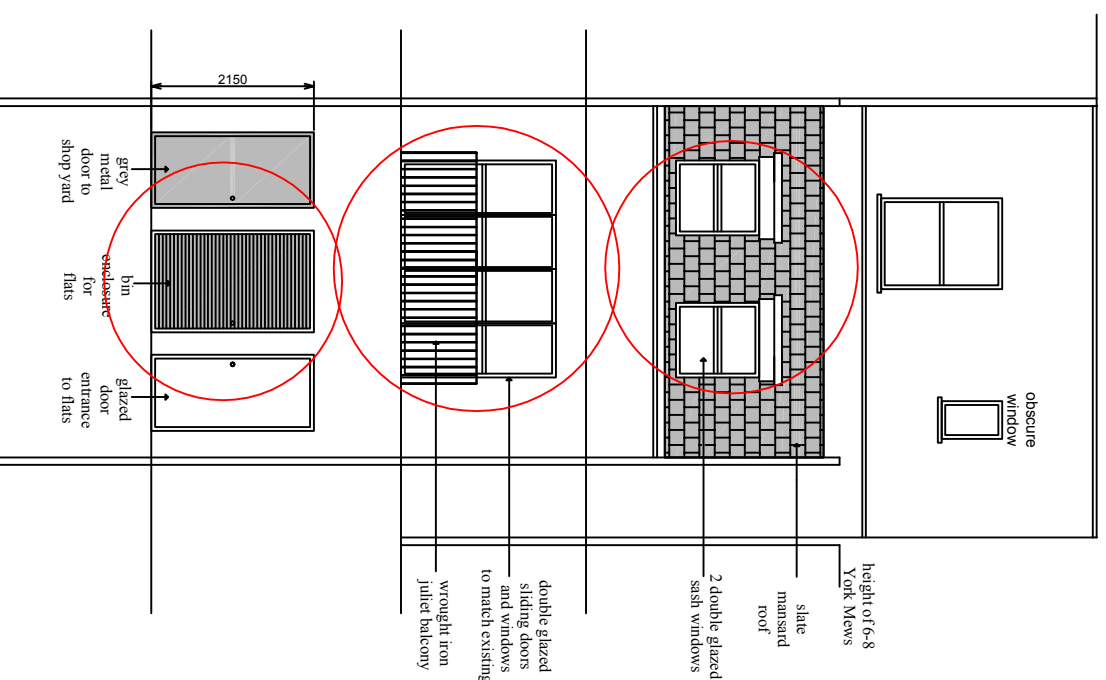 2150
obscure
window
height of 6-8
York Mews
slate
mansard
roof
2 double glazed
sash windows
double glazed
sliding doors
and windows
to match existing
wrought iron
juliet balcony
glazed
door
entrance
to flats
bin
enclosure
for
flats
grey
metal
door to
shop yard